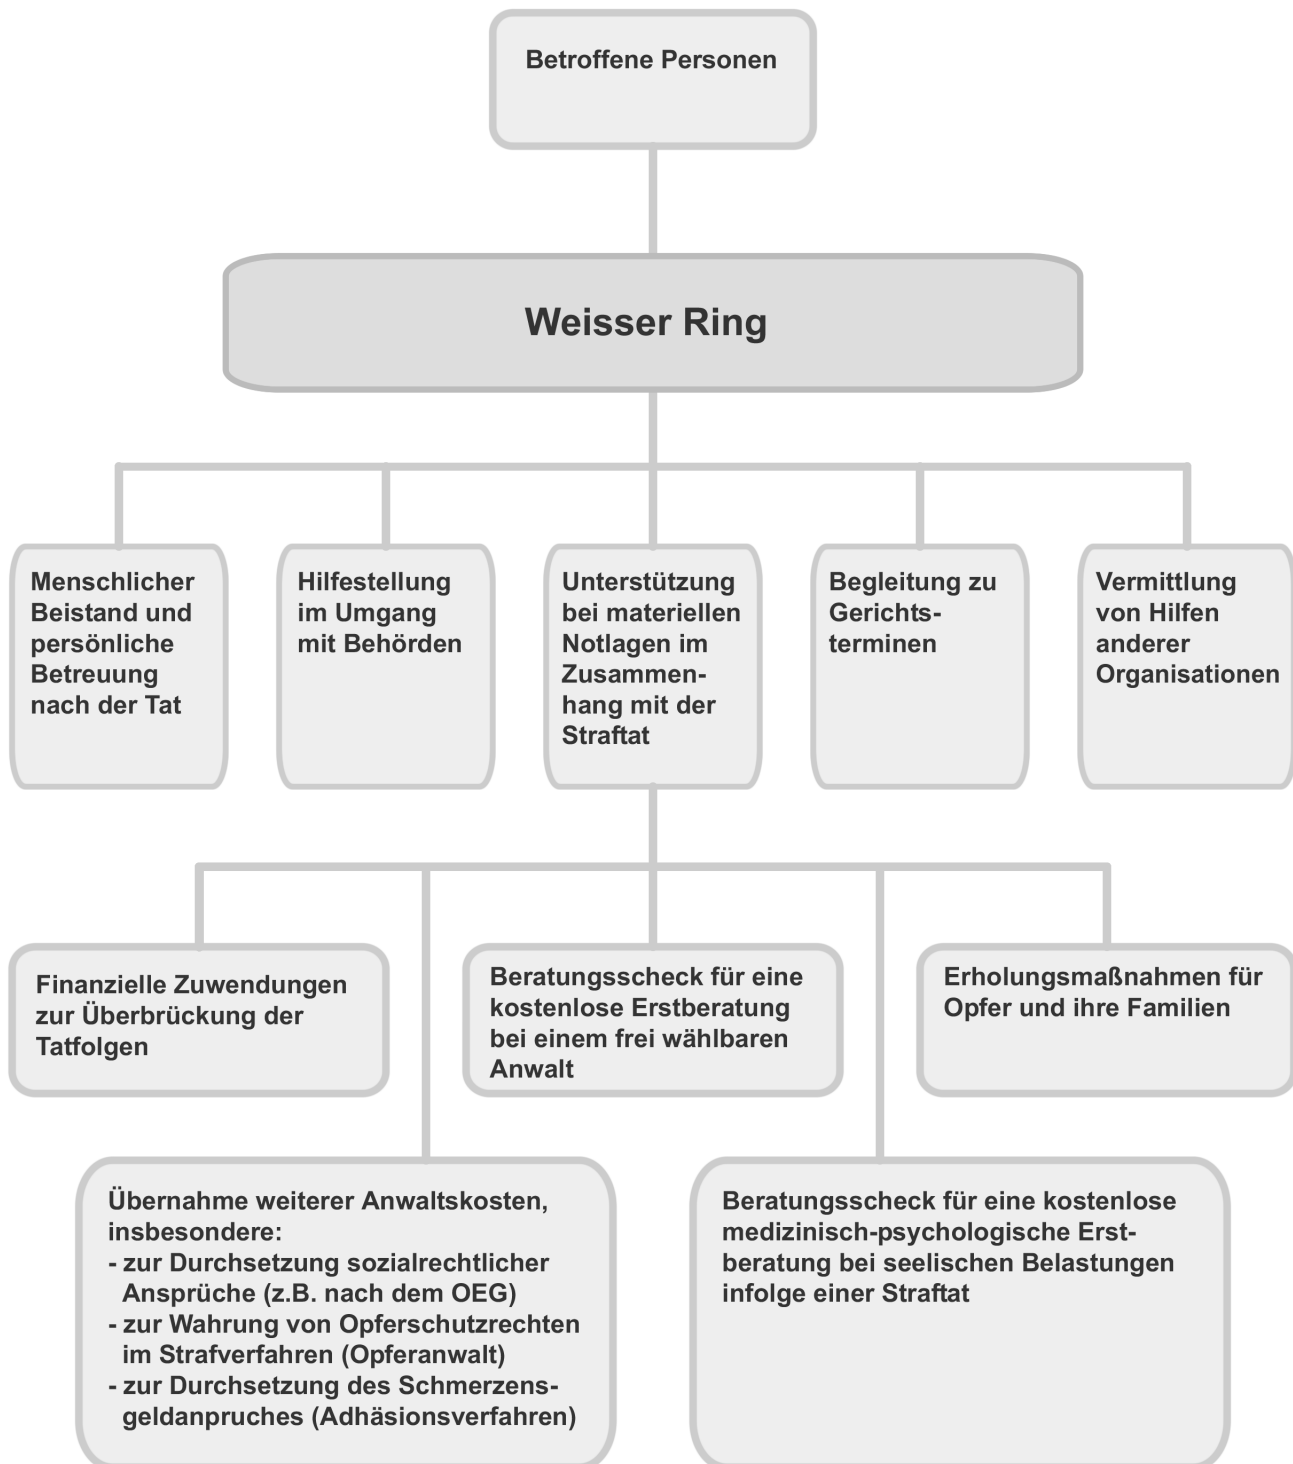 Betroffene Personen
Weisser Ring
Menschlicher
Beistand und
persönliche
Betreuung
nach der Tat
Hilfestellung
im Umgang
mit Behörden
Unterstützung
bei materiellen
Notlagen im
Zusammen-
hang mit der
Straftat
Begleitung zu
Gerichts-
terminen
Vermittlung
von Hilfen
anderer
Organisationen
Finanzielle Zuwendungen
zur Überbrückung der
Tatfolgen
Beratungsscheck für eine
kostenlose Erstberatung
bei einem frei wählbaren
Anwalt
Erholungsmaßnahmen für
Opfer und ihre Familien
Übernahme weiterer Anwaltskosten,
insbesondere:
- zur Durchsetzung sozialrechtlicher
Ansprüche (z.B. nach dem OEG)
- zur Wahrung von Opferschutzrechten
im Strafverfahren (Opferanwalt)
- zur Durchsetzung des Schmerzens-
geldanpruches (Adhäsionsverfahren)
Beratungsscheck für eine kostenlose
medizinisch-psychologische Erst-
beratung bei seelischen Belastungen
infolge einer Straftat